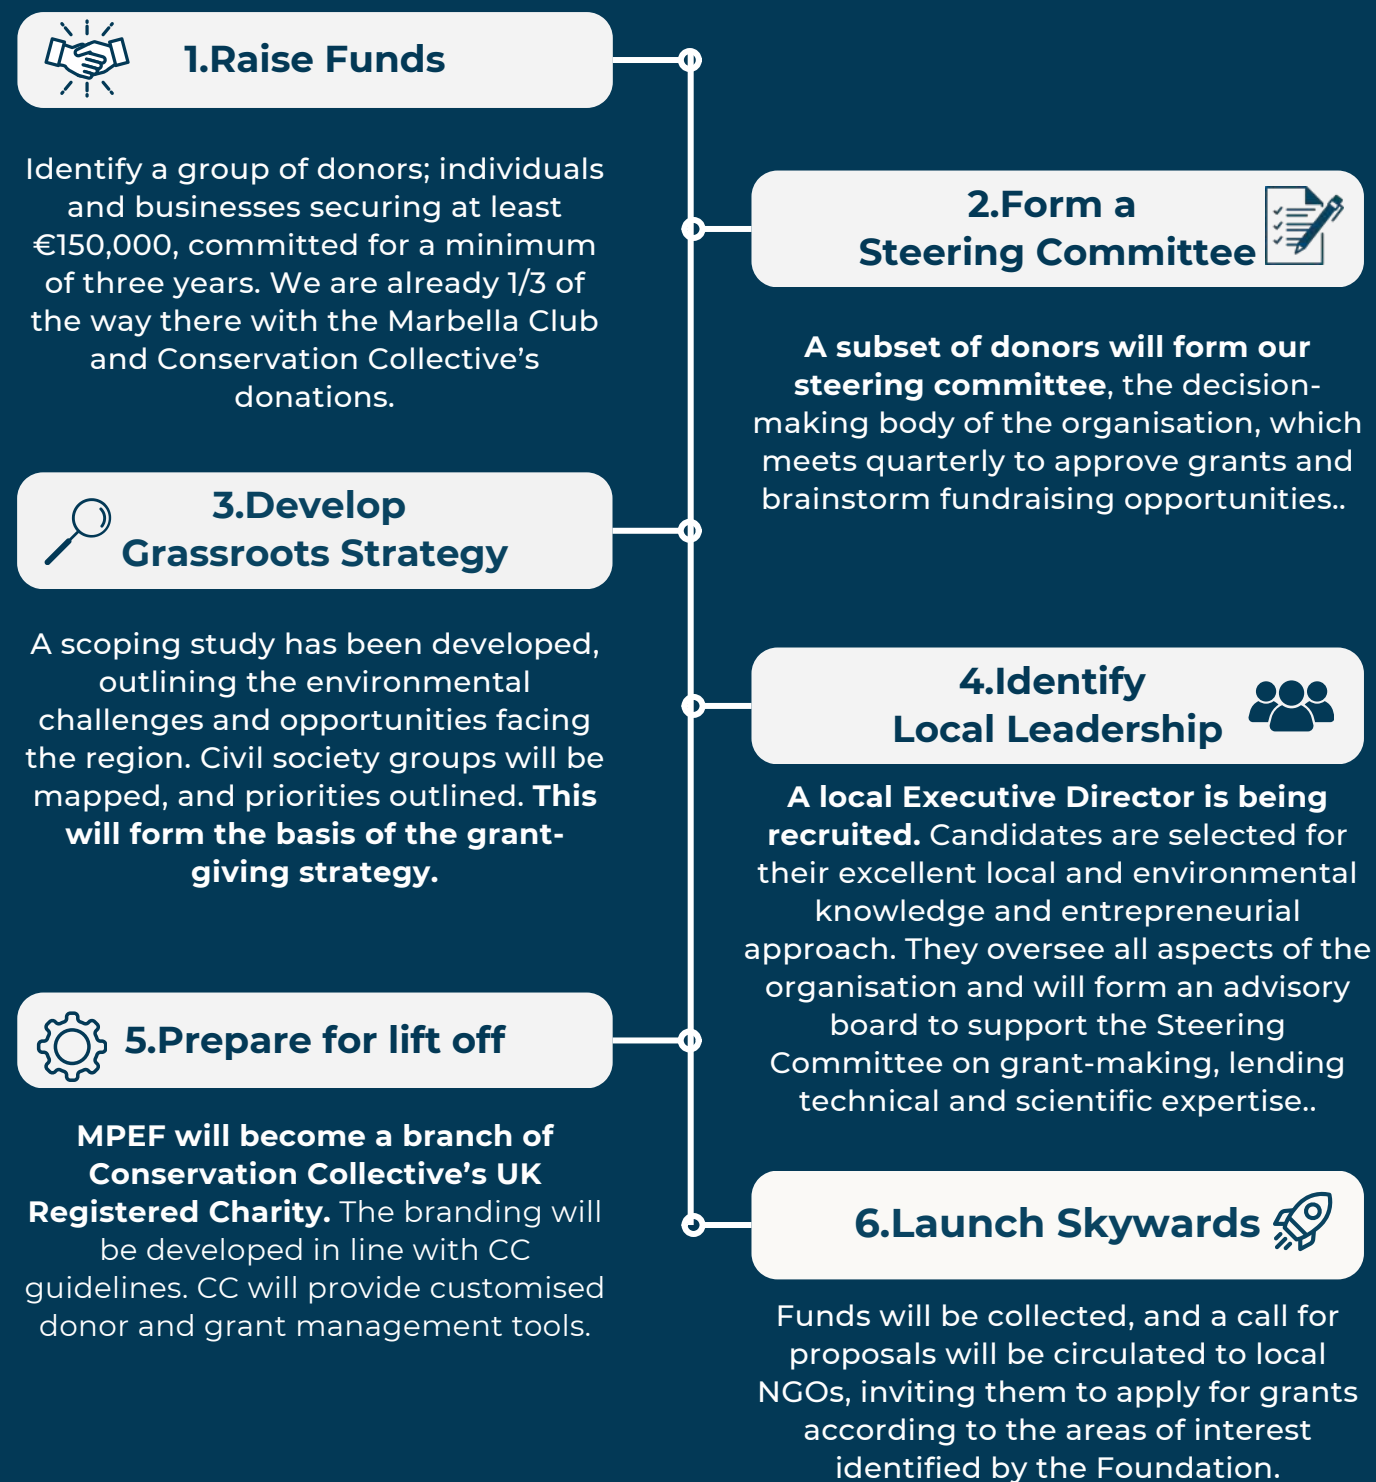 1.Raise Funds
Identify a group of donors; individuals
and businesses securing at least
€150,000, committed for a minimum
of three years. We are already 1/3 of
the way there with the Marbella Club
and Conservation Collective’s
donations.
2.Form a
Steering Committee
A subset of donors will form our
steering committee, the decision-
making body of the organisation, which
meets quarterly to approve grants and
brainstorm fundraising opportunities..
3.Develop
Grassroots Strategy
A scoping study has been developed,
outlining the environmental
challenges and opportunities facing
the region. Civil society groups will be
mapped, and priorities outlined. This
will form the basis of the grant-
giving strategy.
4.Identify
Local Leadership
A local Executive Director is being
recruited. Candidates are selected for
their excellent local and environmental
knowledge and entrepreneurial
approach. They oversee all aspects of the
organisation and will form an advisory
board to support the Steering
Committee on grant-making, lending
technical and scientific expertise..
5.Prepare for lift off
MPEF will become a branch of
Conservation Collective’s UK
Registered Charity. The branding will
be developed in line with CC
guidelines. CC will provide customised
donor and grant management tools.
6.Launch Skywards
Funds will be collected, and a call for
proposals will be circulated to local
NGOs, inviting them to apply for grants
according to the areas of interest
identified by the Foundation.